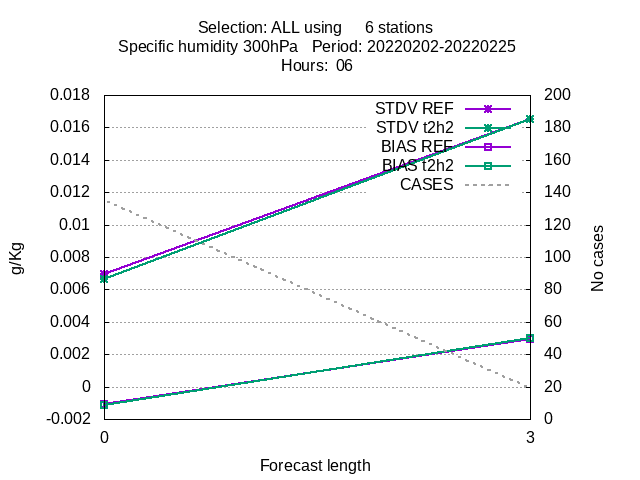 Selection: ALL using 6 stations
Specific humidity 300hPa Period: 20220202-20220225
Hours: 06
0.018
0.016
0.014
0.012
0.01
0.008
0.006
0.004
0.002
0
-0.002
200
180
160
140
120
100
80
60
40
20
0
STDV REF
STDV t2h2
BIAS REF
BIAS t2h2
CASES
g/Kg
No cases
0 3
Forecast length